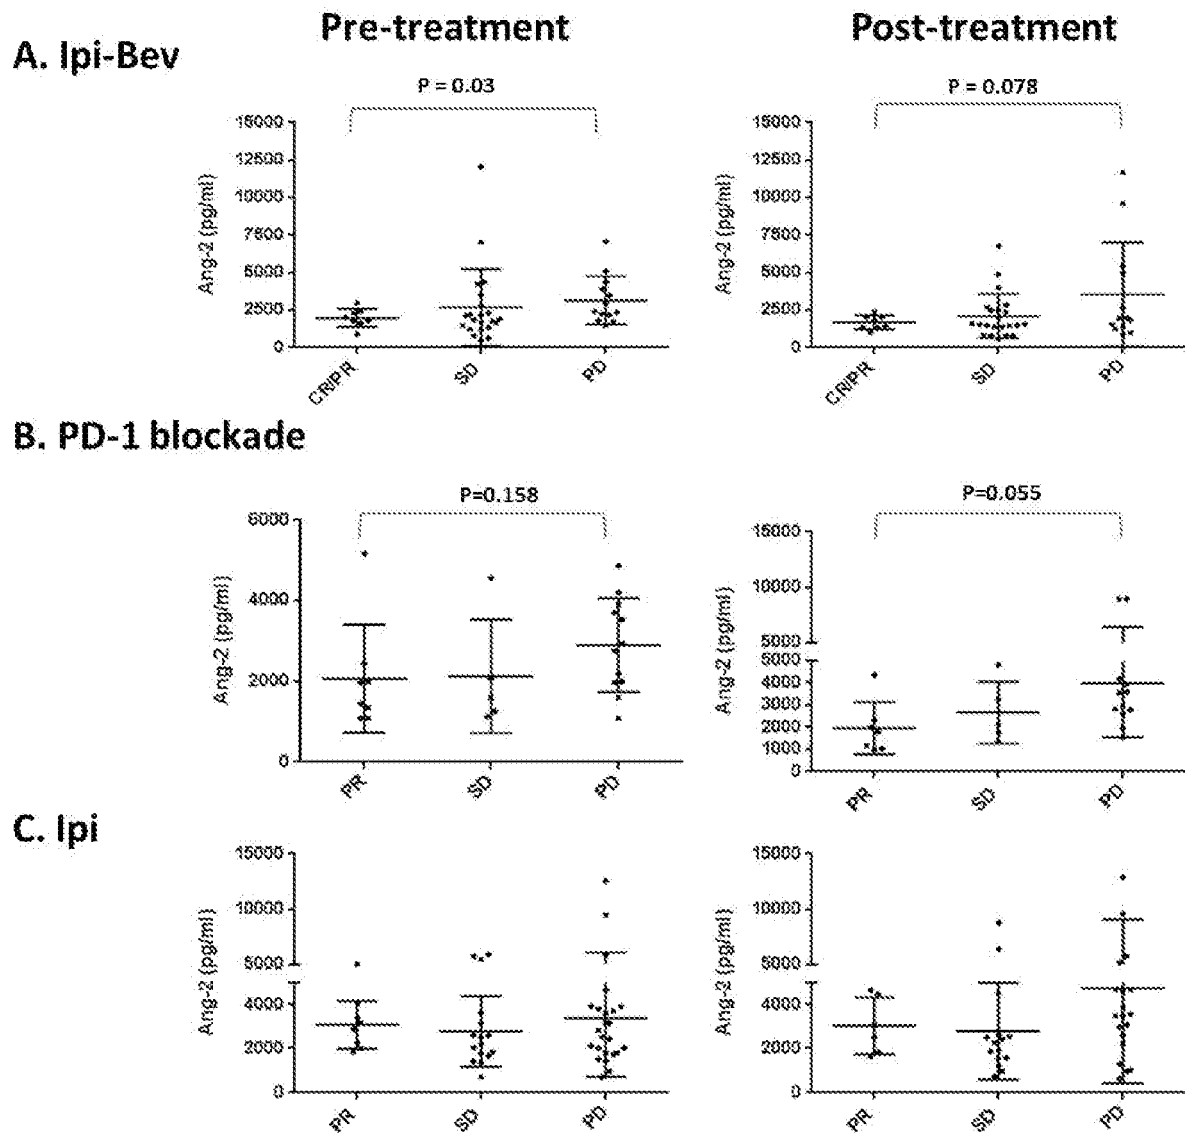 Pre-treatment
Post-treatment
A. Ipi-Bev
P = 0.03
P = 0.078
15000
12500
10000
7500
5000
2500
0
Ang-2 (pg/ml)
CR/PR
SD
PD
15000
12500
10000
7500
5000
2500
0
Ang-2 (pg/ml)
CR/PR
SD
PD
B. PD-1 blockade
P=0.158
P=0.055
6000
4000
2000
0
Ang-2 (pg/ml)
PR
SD
PD
15000
10000
5000
5000
4000
3000
2000
1000
0
Ang-2 (pg/ml)
PR
SD
PD
C. Ipi
15000
10000
5000
4000
2000
0
Ang-2 (pg/ml)
PR
SD
PD
15000
10000
5000
4000
2000
0
Ang-2 (pg/ml)
PR
SD
PD